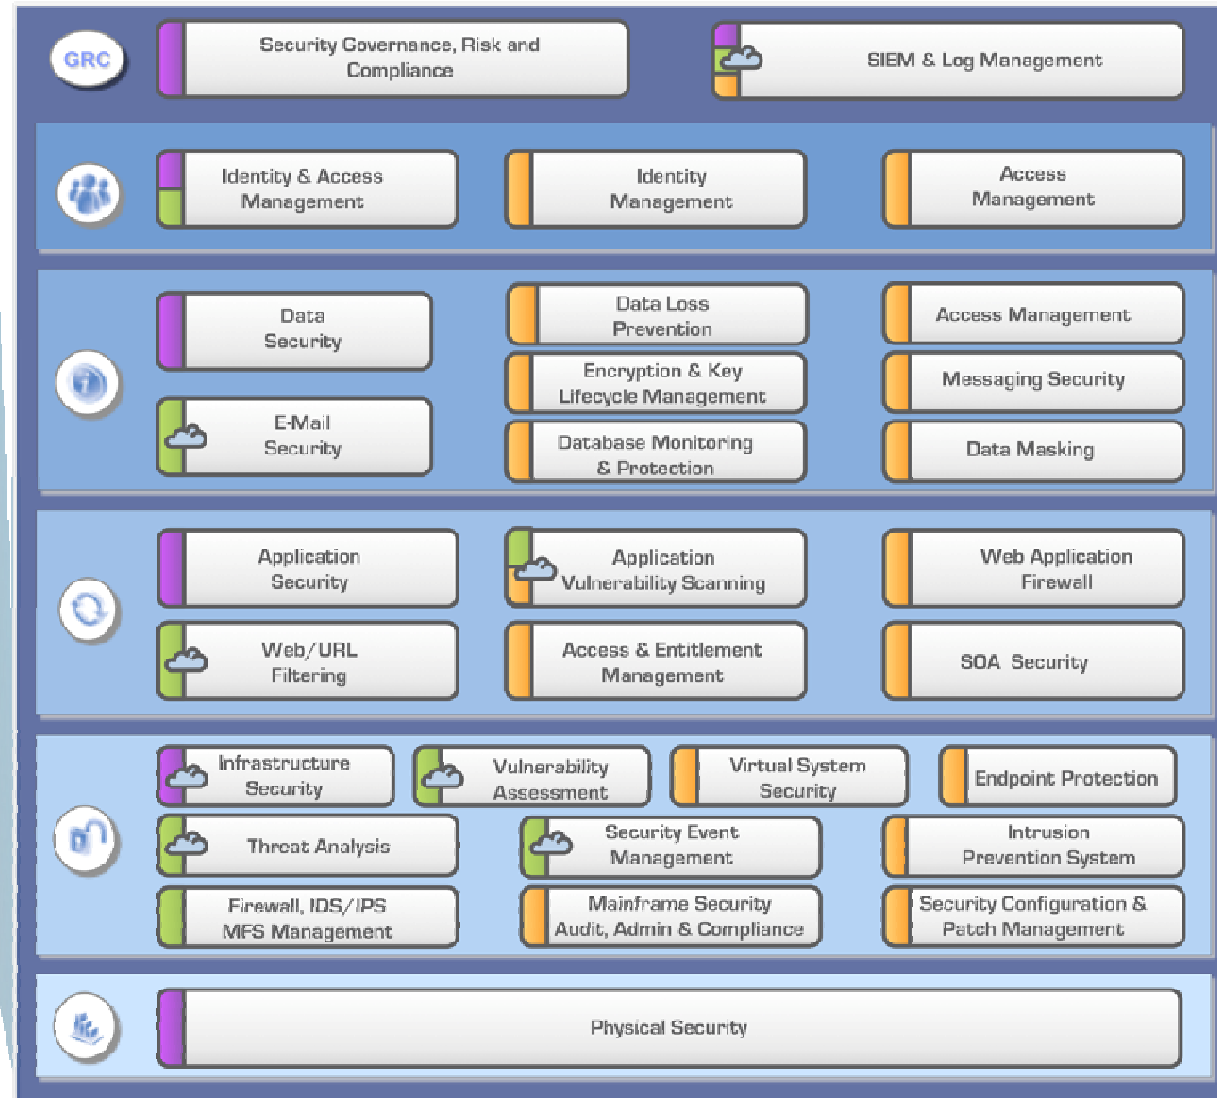 GRC
Security Governance, Risk and
Compliance
SIEM & Log Management
Identity & Access
Management
Identity
Management
Access
Management
Data
Security
Data Loss
Prevention
Access Management
Encryption & Key
Lifecycle Management
Messaging Security
E-Mail
Security
Database Monitoring
& Protection
Data Masking
Application
Security
Application
Vulnerability Scanning
Web Application
Firewall
Web/URL
Filtering
Access & Entitlement
Management
SOA Security
Infrastructure
Security
Vulnerability
Assessment
Virtual System
Security
Endpoint Protection
Threat Analysis
Security Event
Management
Intrusion
Prevention System
Firewall, IDS/IPS
MFS Management
Mainframe Security
Audit, Admin & Compliance
Security Configuration &
Patch Management
Physical Security